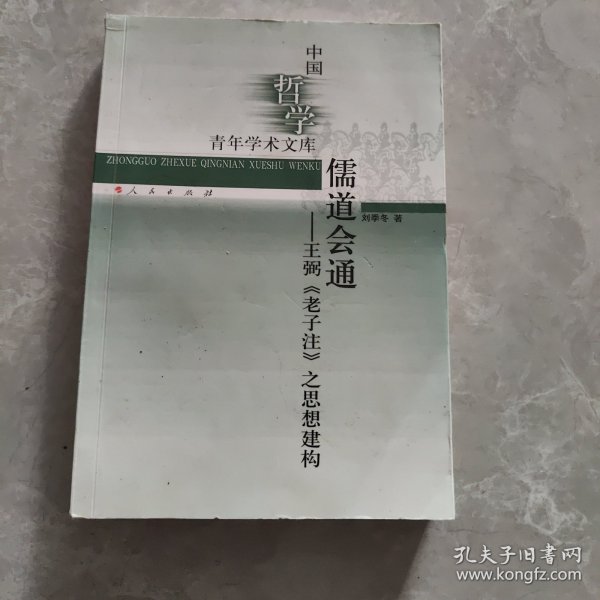 中国
哲学
青年学术文库
ZHONGGUO ZHEXUE QINGNIAN XUESHU WENKU
人民出版社
儒道会通
——王弼《老子注》之思想建构
刘季冬 著
孔夫子旧书网
www.kongfz.com